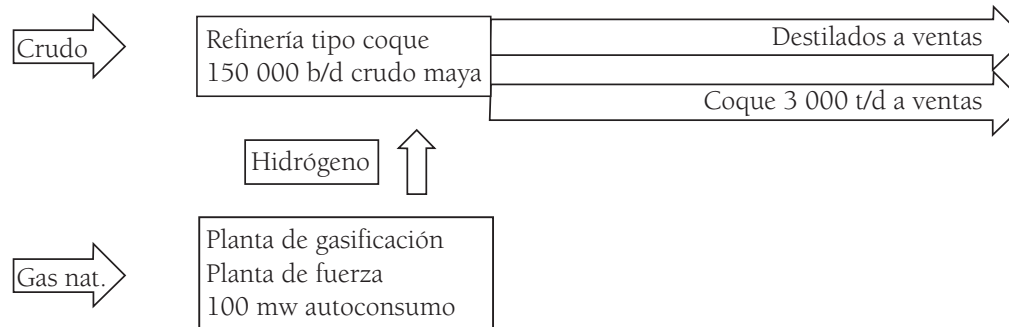 Crudo
Refinería tipo coque
150 000 b/d crudo maya
Destilados a ventas
Coque 3 000 t/d a ventas
Hidrógeno
Gas nat.
Planta de gasificación
Planta de fuerza
100 mw autoconsumo